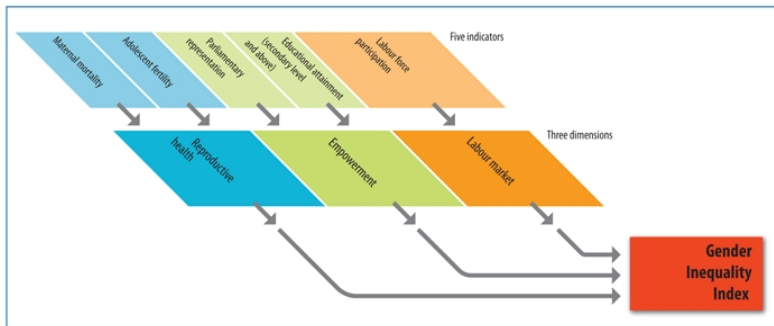 Five indicators
Maternal mortality
Adolescent fertility
Parliamentary
representation
Educational attainment
(secondary level
and above)
Labour force
participation
Three dimensions
Reproductive
health
Empowerment
Labour market
Gender
Inequality
Index